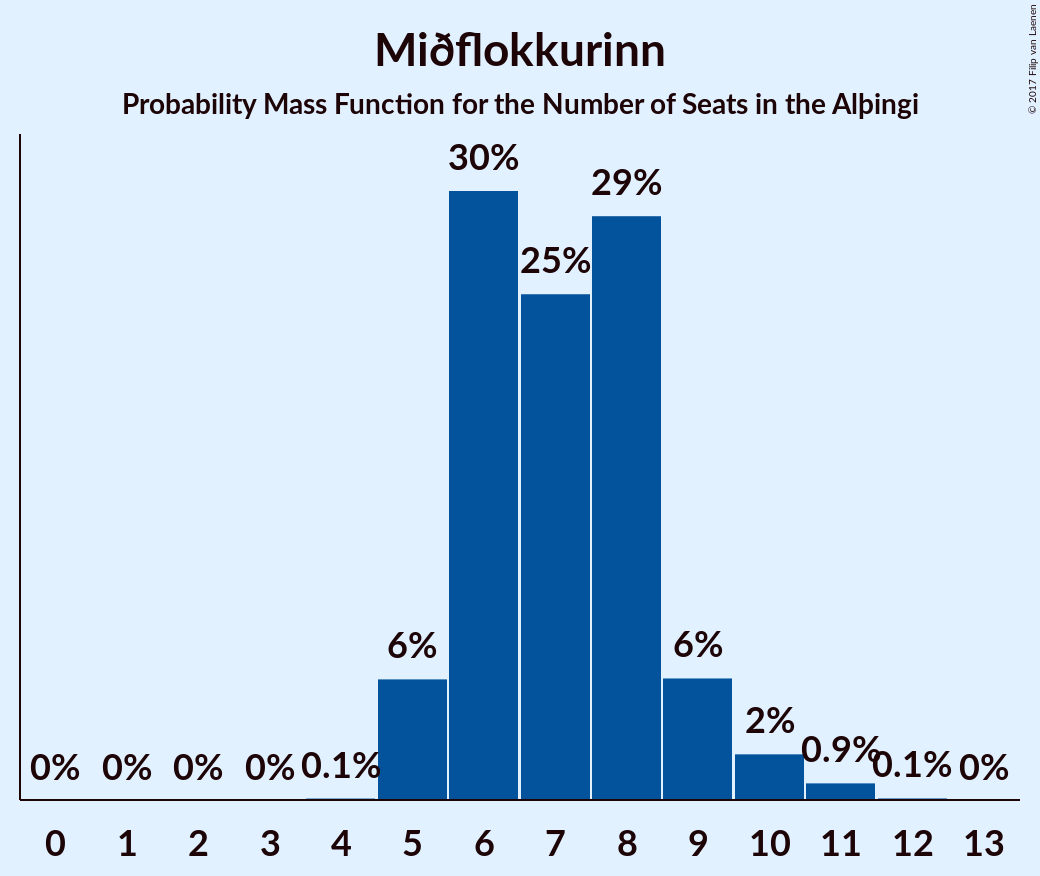 Miðflokkurinn
Probability Mass Function for the Number of Seats in the Alþingi
© 2017 Filip van Laenen
30%
29%
25%
6%
6%
2%
0.9%
0% 0% 0% 0% 0.1% 0.1% 0%
0 1 2 3 4 5 6 7 8 9 10 11 12 13